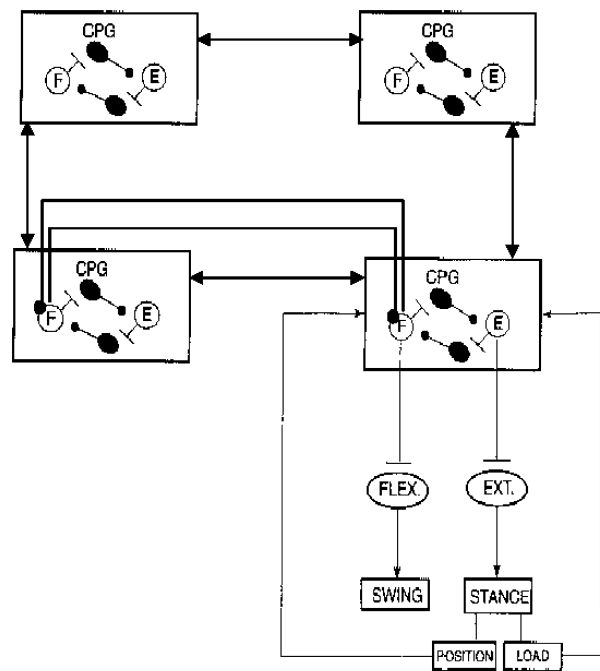 CPG
CPG
F
E
F
E
CPG
CPG
F
E
F
E
FLEX.
EXT.
SWING
STANCE
POSITION
LOAD